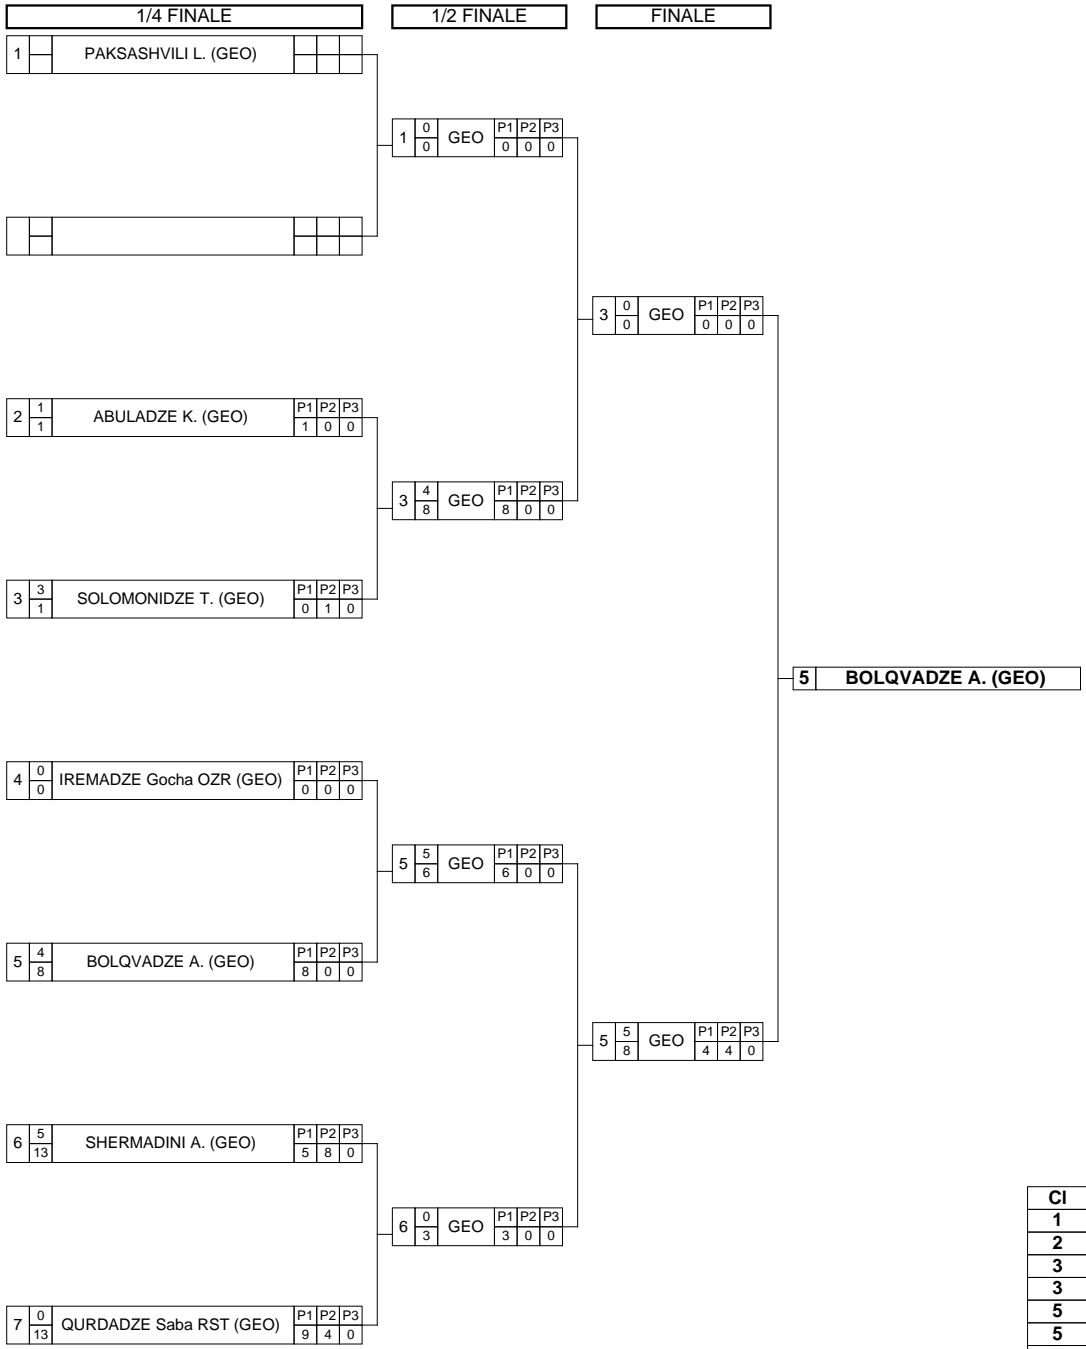 1/4 FINALE 1/2 FINALE FINALE
1 PAKSASHVILI L. (GEO)
1 0 GEO P1 P2 P3
0 0 0 0
3 0 GEO P1 P2 P3
0 0 0 0
2 1 ABULADZE K. (GEO) P1 P2 P3
1 1 0 0
3 4 GEO P1 P2 P3
8 8 0 0
3 3 SOLOMONIDZE T. (GEO) P1 P2 P3
1 0 1 0
5 BOLQVADZE A. (GEO)
4 0 IREMADZE Gocha OZR (GEO) P1 P2 P3
0 0 0 0
5 5 GEO P1 P2 P3
6 6 0 0
5 4 BOLQVADZE A. (GEO) P1 P2 P3
8 8 0 0
5 5 GEO P1 P2 P3
8 4 4 0
6 5 SHERMADINI A. (GEO) P1 P2 P3
13 5 8 0
6 0 GEO P1 P2 P3
3 3 0 0
7 0 QURDADZE Saba RST (GEO) P1 P2 P3
13 9 4 0
Cl
1
2
3
3
5
5